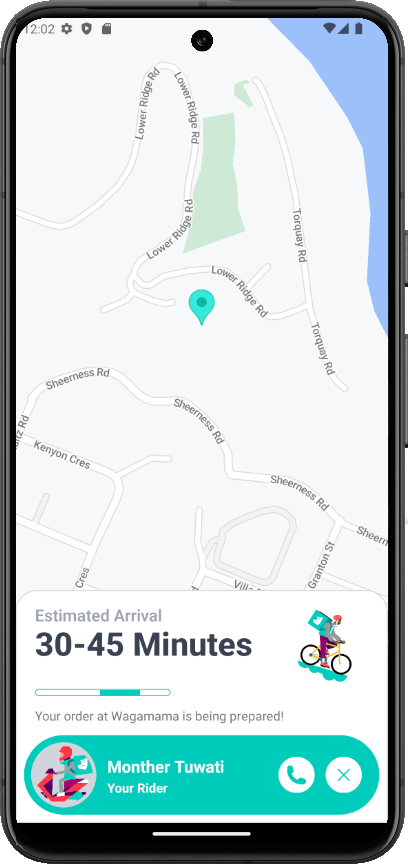 12:02
Lower Ridge Rd
Lower Ridge Rd
Lower Ridge Rd
Torquay Rd
Lower Ridge Rd
Torquay Rd
Sheerness Rd
Sheerness Rd
Kenyon Cres
Sheerness Rd
Sheern
Granton St
Cres
Villa
Estimated Arrival
30-45 Minutes
Your order at Wagamama is being prepared!
Monther Tuwati
Your Rider